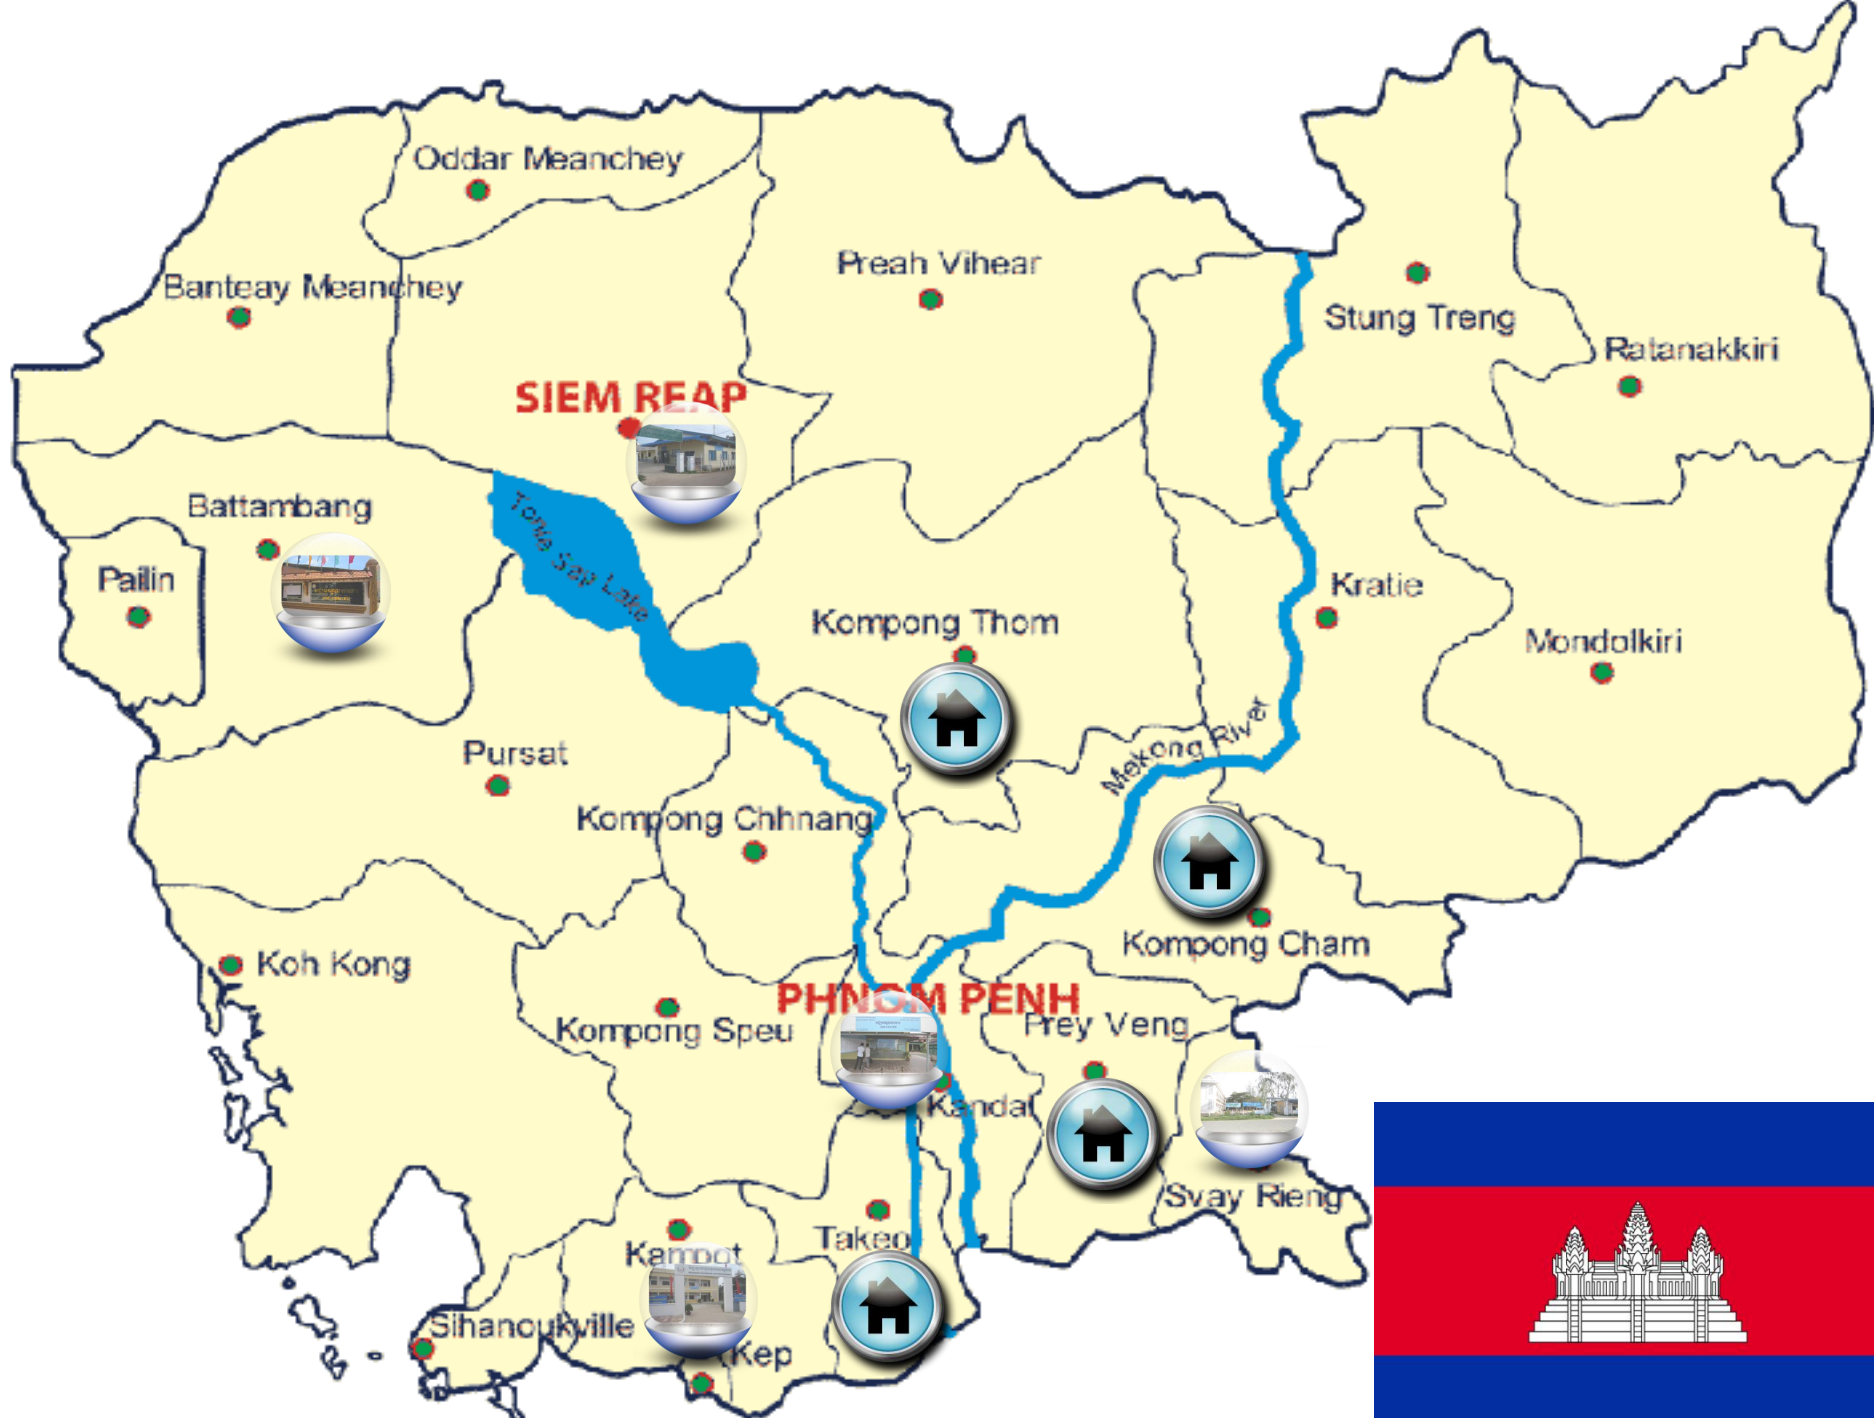 Oddar Meanchey
Preah Vihear
Banteay Meanchey
Stung Treng
Ratanakkiri
SIEM REAP
Battambang
Tonle Sap Lake
Pailin
Kratie
Kompong Thom
Mondolkiri
Mekong River
Pursat
Kompong Chhnang
Kompong Cham
Koh Kong
PHNOM PENH
Prey Veng
Kompong Speu
Kandal
Svay Rieng
Takeo
Kampot
Sihanoukville
Kep